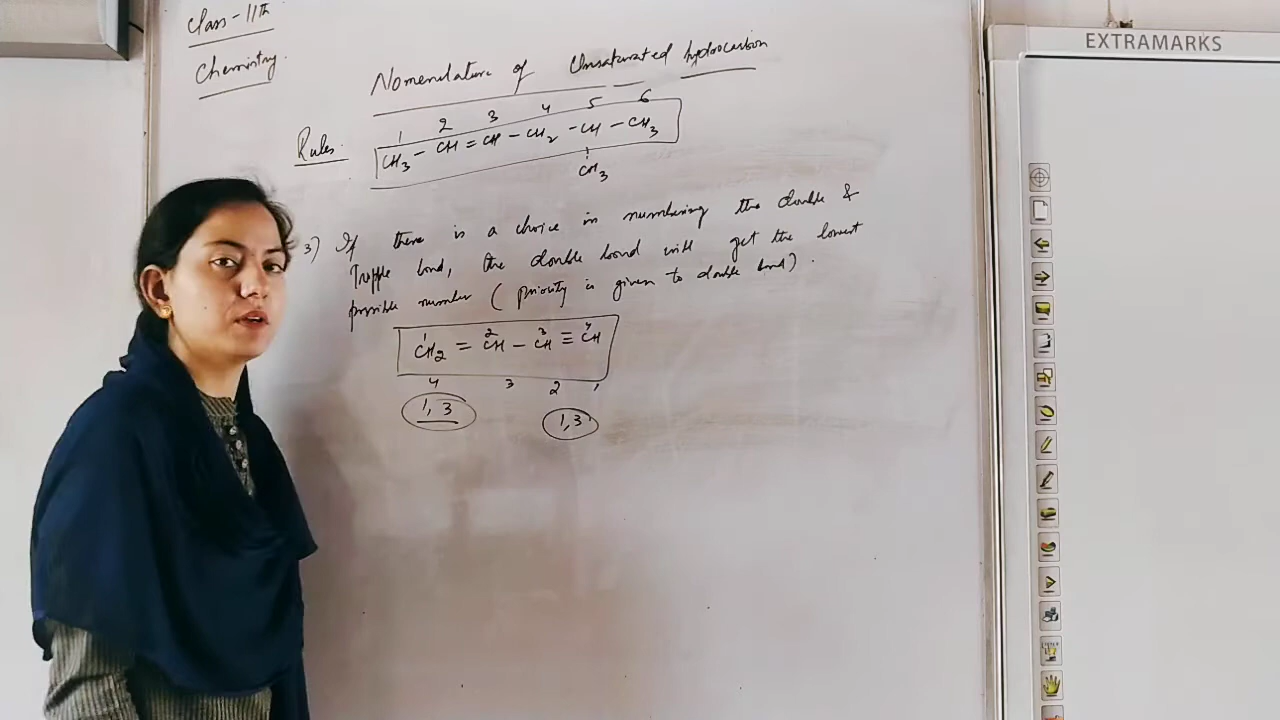 Class-11th
Chemistry.
Nomenclature of Unsaturated hydrocarbon
Rules.
1 2 3 4 5 6
CH3 - CH = CH - CH2 - CH - CH3
CH3
3) If there is a choice in numbering the double &
Tripple bond, the double bond will get the lowest
possible number ( priority is given to double bond) .
1 2 3 4
CH2 = CH - CH ≡ CH
4 3 2 1
1, 3 1,3
EXTRAMARKS